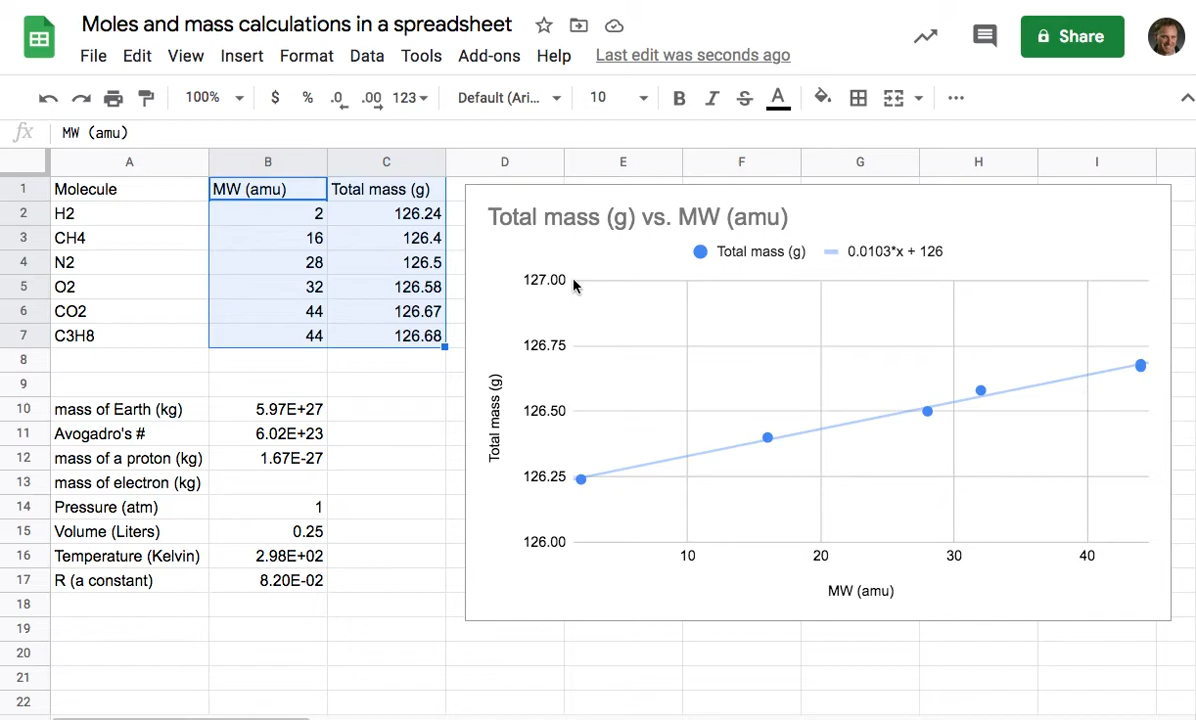 Moles and mass calculations in a spreadsheet
File Edit View Insert Format Data Tools Add-ons Help Last edit was seconds ago
Share
100% $ % .0 .00 123 Default (Ari... 10 B I S A ...
fx MW (amu)
A B C D E F G H I
1 Molecule MW (amu) Total mass (g)
2 H2 2 126.24
3 CH4 16 126.4
4 N2 28 126.5
5 O2 32 126.58
6 CO2 44 126.67
7 C3H8 44 126.68
8
9
10 mass of Earth (kg) 5.97E+27
11 Avogadro's # 6.02E+23
12 mass of a proton (kg) 1.67E-27
13 mass of electron (kg)
14 Pressure (atm) 1
15 Volume (Liters) 0.25
16 Temperature (Kelvin) 2.98E+02
17 R (a constant) 8.20E-02
18
19
20
21
22
Total mass (g) vs. MW (amu)
Total mass (g) 0.0103*x + 126
127.00
126.75
126.50
126.25
126.00
Total mass (g)
10 20 30 40
MW (amu)